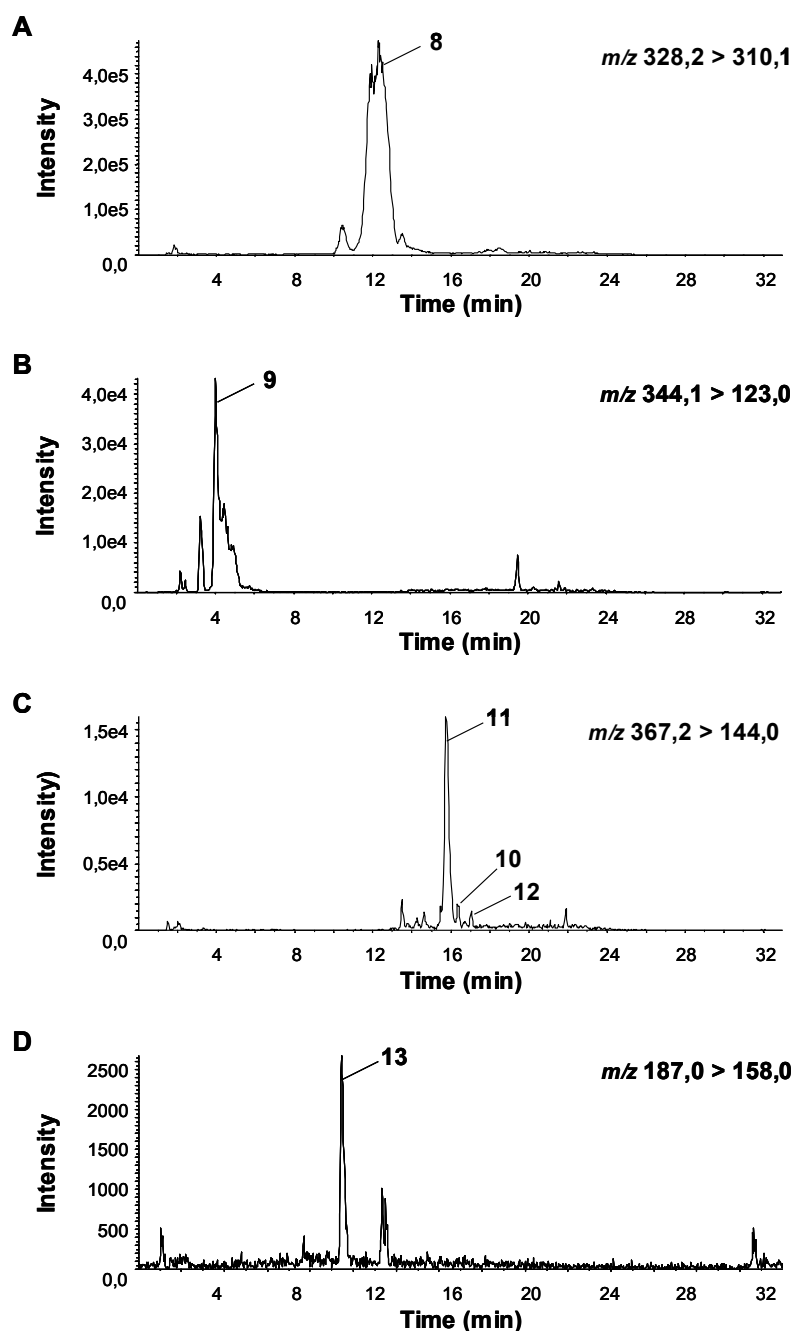 A
8
m/z 328,2 > 310,1
Intensity
4,0e5
3,0e5
2,0e5
1,0e5
0,0
4 8 12 16 20 24 28 32
Time (min)
B
9
m/z 344,1 > 123,0
Intensity
4,0e4
3,0e4
2,0e4
1,0e4
0,0
4 8 12 16 20 24 28 32
Time (min)
C
11
m/z 367,2 > 144,0
Intensity)
1,5e4
1,0e4
0,5e4
0,0
10
12
4 8 12 16 20 24 28 32
Time (min)
D
13
m/z 187,0 > 158,0
Intensity
2500
2000
1500
1000
500
0,0
4 8 12 16 20 24 28 32
Time (min)